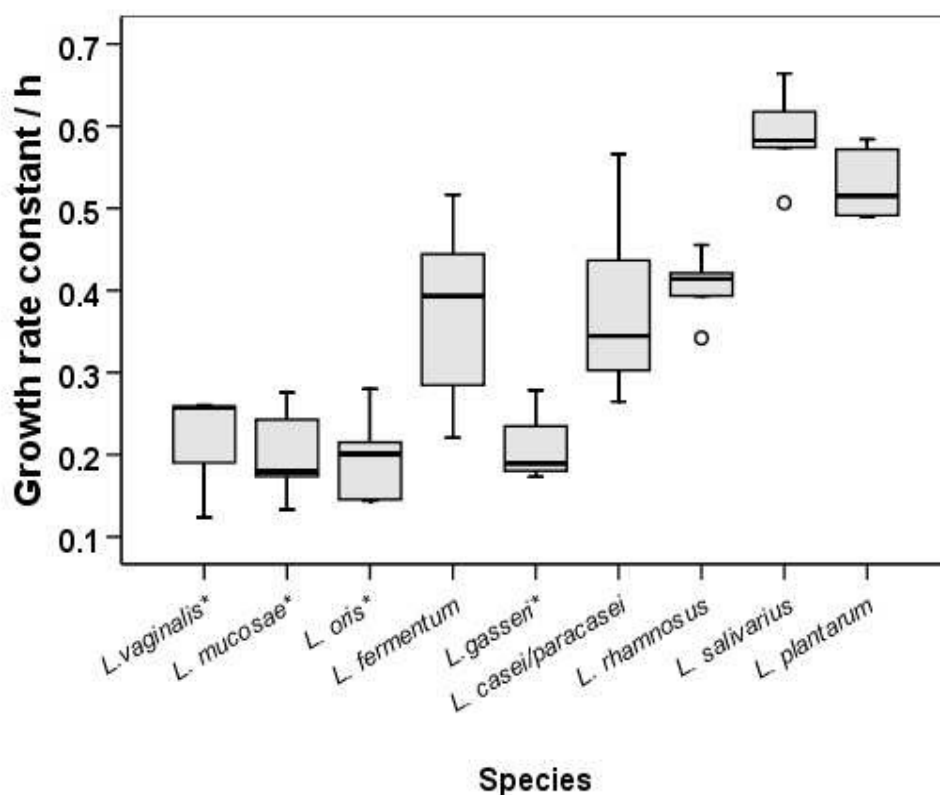 Growth rate constant / h
0.7
0.6
0.5
0.4
0.3
0.2
0.1
L.vaginalis*
L. mucosae*
L. oris*
L. fermentum
L.gasseri*
L. casei/paracasei
L. rhamnosus
L. salivarius
L. plantarum
Species